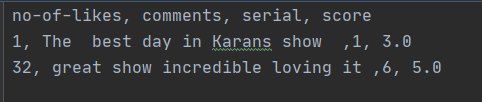 no-of-likes, comments, serial, score
1, The  best day in Karans show  ,1, 3.0
32, great show incredible loving it ,6, 5.0